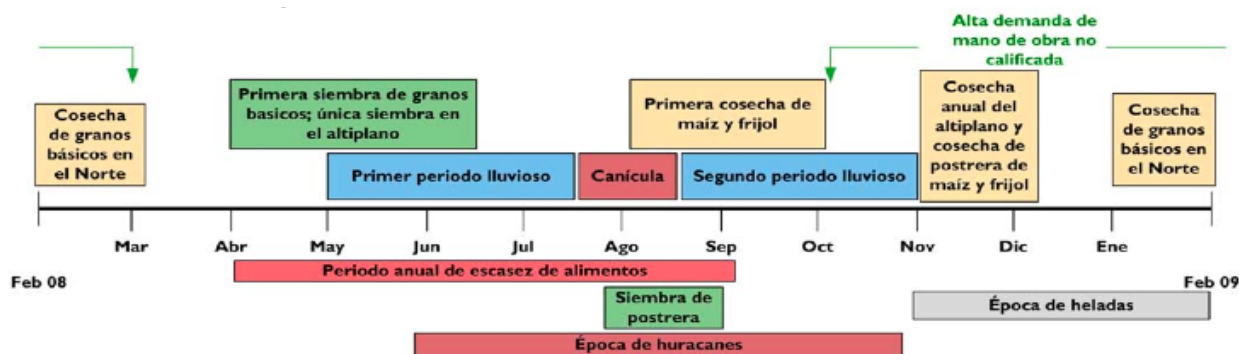 Alta demanda de
mano de obra no
calificada
Cosecha
de granos
básicos en
el Norte
Primera siembra de granos
basicos; única siembra en
el altiplano
Primera cosecha de
maíz y frijol
Cosecha
anual del
altiplano y
cosecha de
postrera de
maíz y frijol
Cosecha
de granos
básicos en
el Norte
Primer periodo lluvioso
Canícula
Segundo periodo lluvioso
Mar
Abr
May
Jun
Jul
Ago
Sep
Oct
Nov
Dic
Ene
Feb 08
Feb 09
Periodo anual de escasez de alimentos
Siembra de
postrera
Época de heladas
Época de huracanes